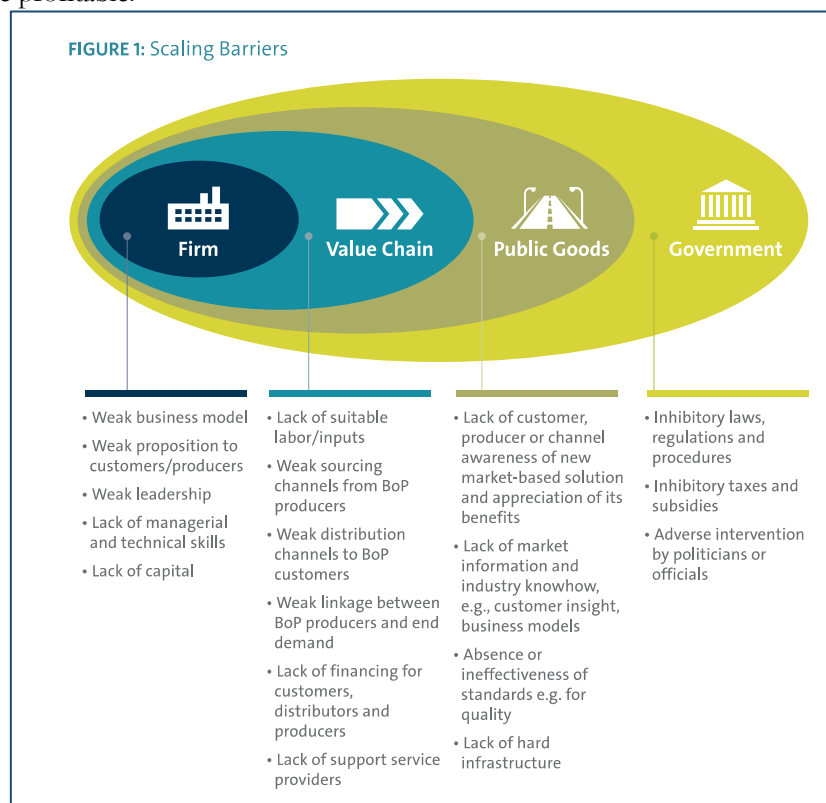 profitable.
FIGURE 1: Scaling Barriers
Firm
Value Chain
Public Goods
Government
• Weak business model
• Weak proposition to
customers/producers
• Weak leadership
• Lack of managerial
and technical skills
• Lack of capital
• Lack of suitable
labor/inputs
• Weak sourcing
channels from BoP
producers
• Weak distribution
channels to BoP
customers
• Weak linkage between
BoP producers and end
demand
• Lack of financing for
customers,
distributors and
producers
• Lack of support service
providers
• Lack of customer,
producer or channel
awareness of new
market-based solution
and appreciation of its
benefits
• Lack of market
information and
industry knowhow,
e.g., customer insight,
business models
• Absence or
ineffectiveness of
standards e.g. for
quality
• Lack of hard
infrastructure
• Inhibitory laws,
regulations and
procedures
• Inhibitory taxes and
subsidies
• Adverse intervention
by politicians or
officials